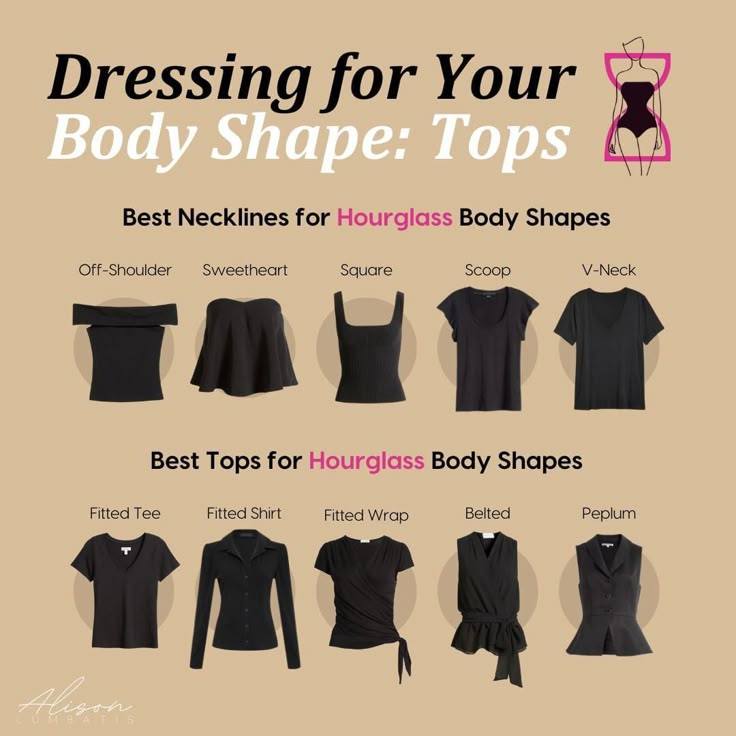 Dressing for Your
Body Shape: Tops
Best Necklines for Hourglass Body Shapes
Off-Shoulder Sweetheart Square Scoop V-Neck
Best Tops for Hourglass Body Shapes
Fitted Tee Fitted Shirt Fitted Wrap Belted Peplum
Alison
LUMBATIS